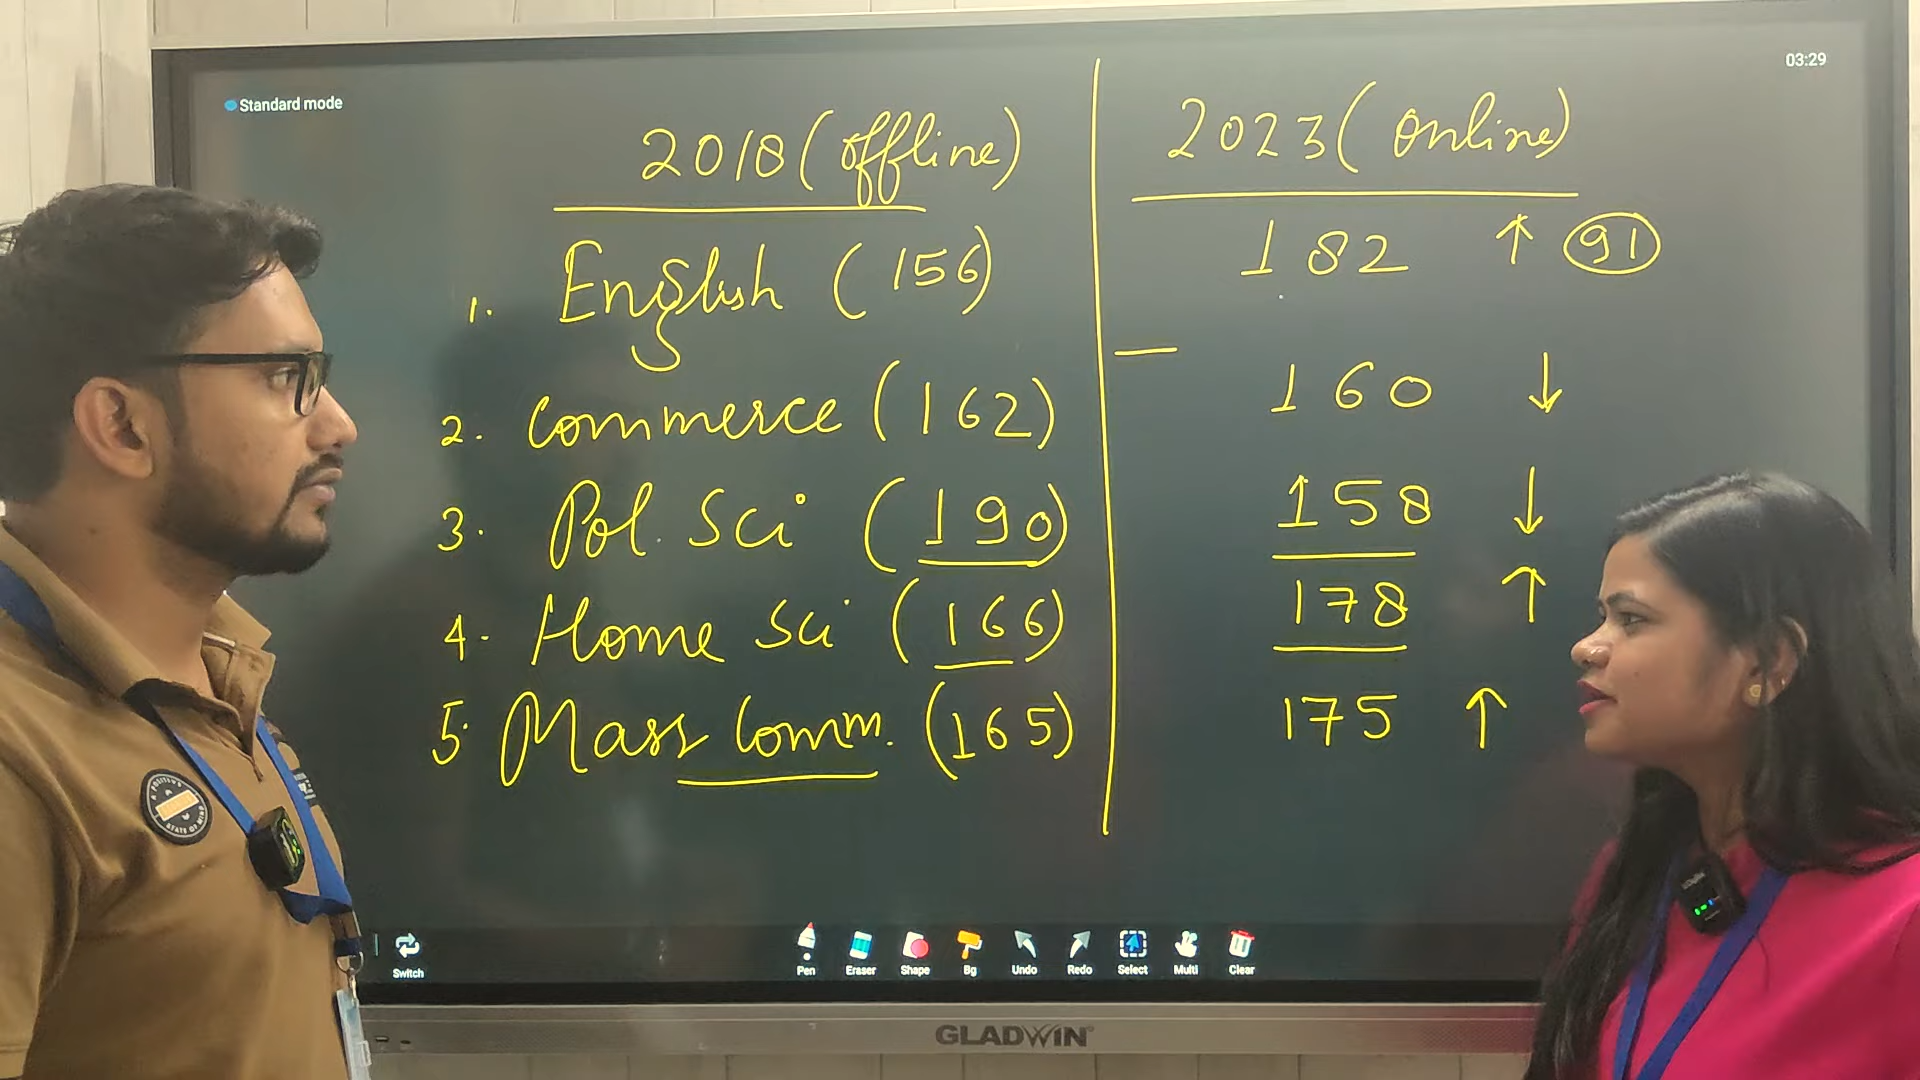 03:29
Standard mode
2018 (offline)
2023 (online)
1. English (156)
182 ↑ 91
2. Commerce (162)
160 ↓
3. Pol. Sci (190)
158 ↓
4. Home Sci (166)
178 ↑
5. Mass Comm. (165)
175 ↑
Switch
Pen Eraser Shape Bg Undo Redo Select Multi Clear
GLADWIN